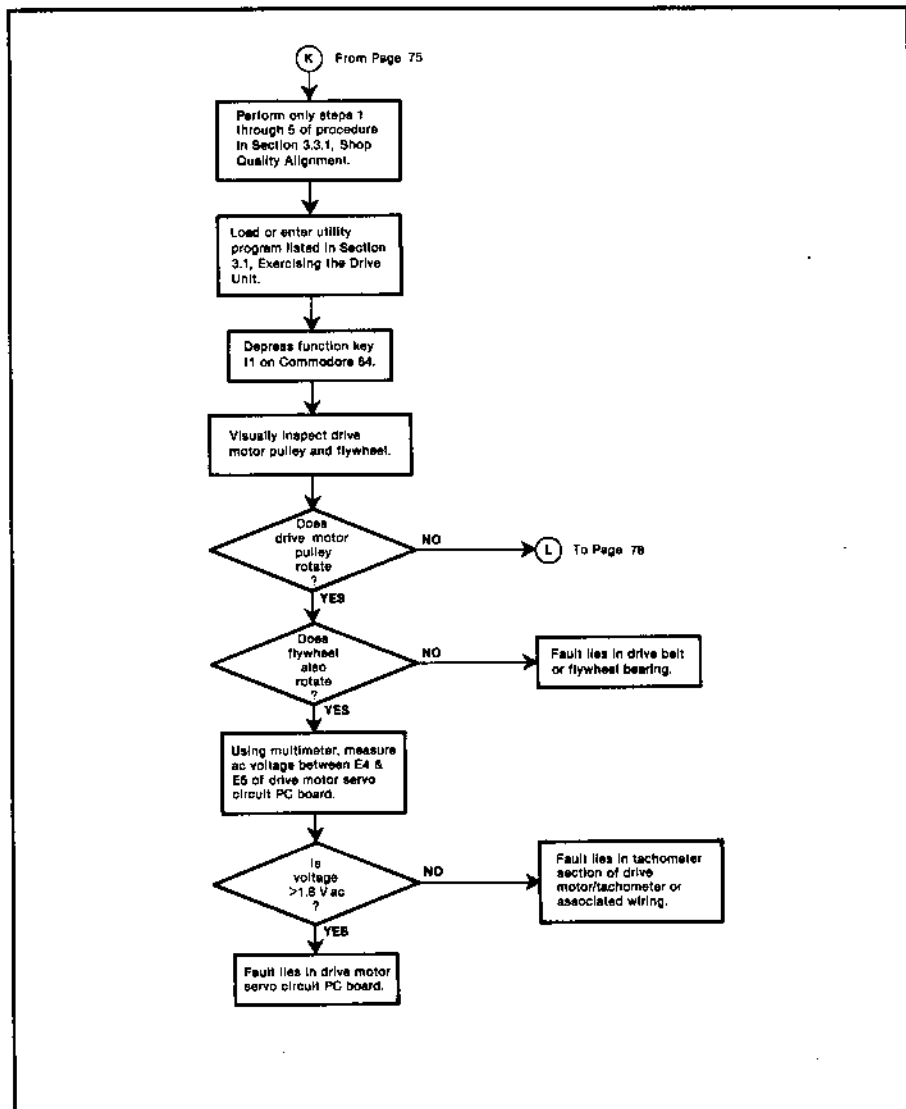 K From Page 75
Perform only steps 1
through 5 of procedure
in Section 3.3.1, Shop
Quality Alignment.
Load or enter utility
program listed in Section
3.1, Exercising the Drive
Unit.
Depress function key
f1 on Commodore 64.
Visually inspect drive
motor pulley and flywheel.
Does
drive motor
pulley
rotate
?
NO
L To Page 78
YES
Does
flywheel
also
rotate
?
NO
Fault lies in drive belt
or flywheel bearing.
YES
Using multimeter, measure
ac voltage between E4 &
E5 of drive motor servo
circuit PC board.
Is
voltage
>1.6 V ac
?
NO
Fault lies in tachometer
section of drive
motor/tachometer or
associated wiring.
YES
Fault lies in drive motor
servo circuit PC board.